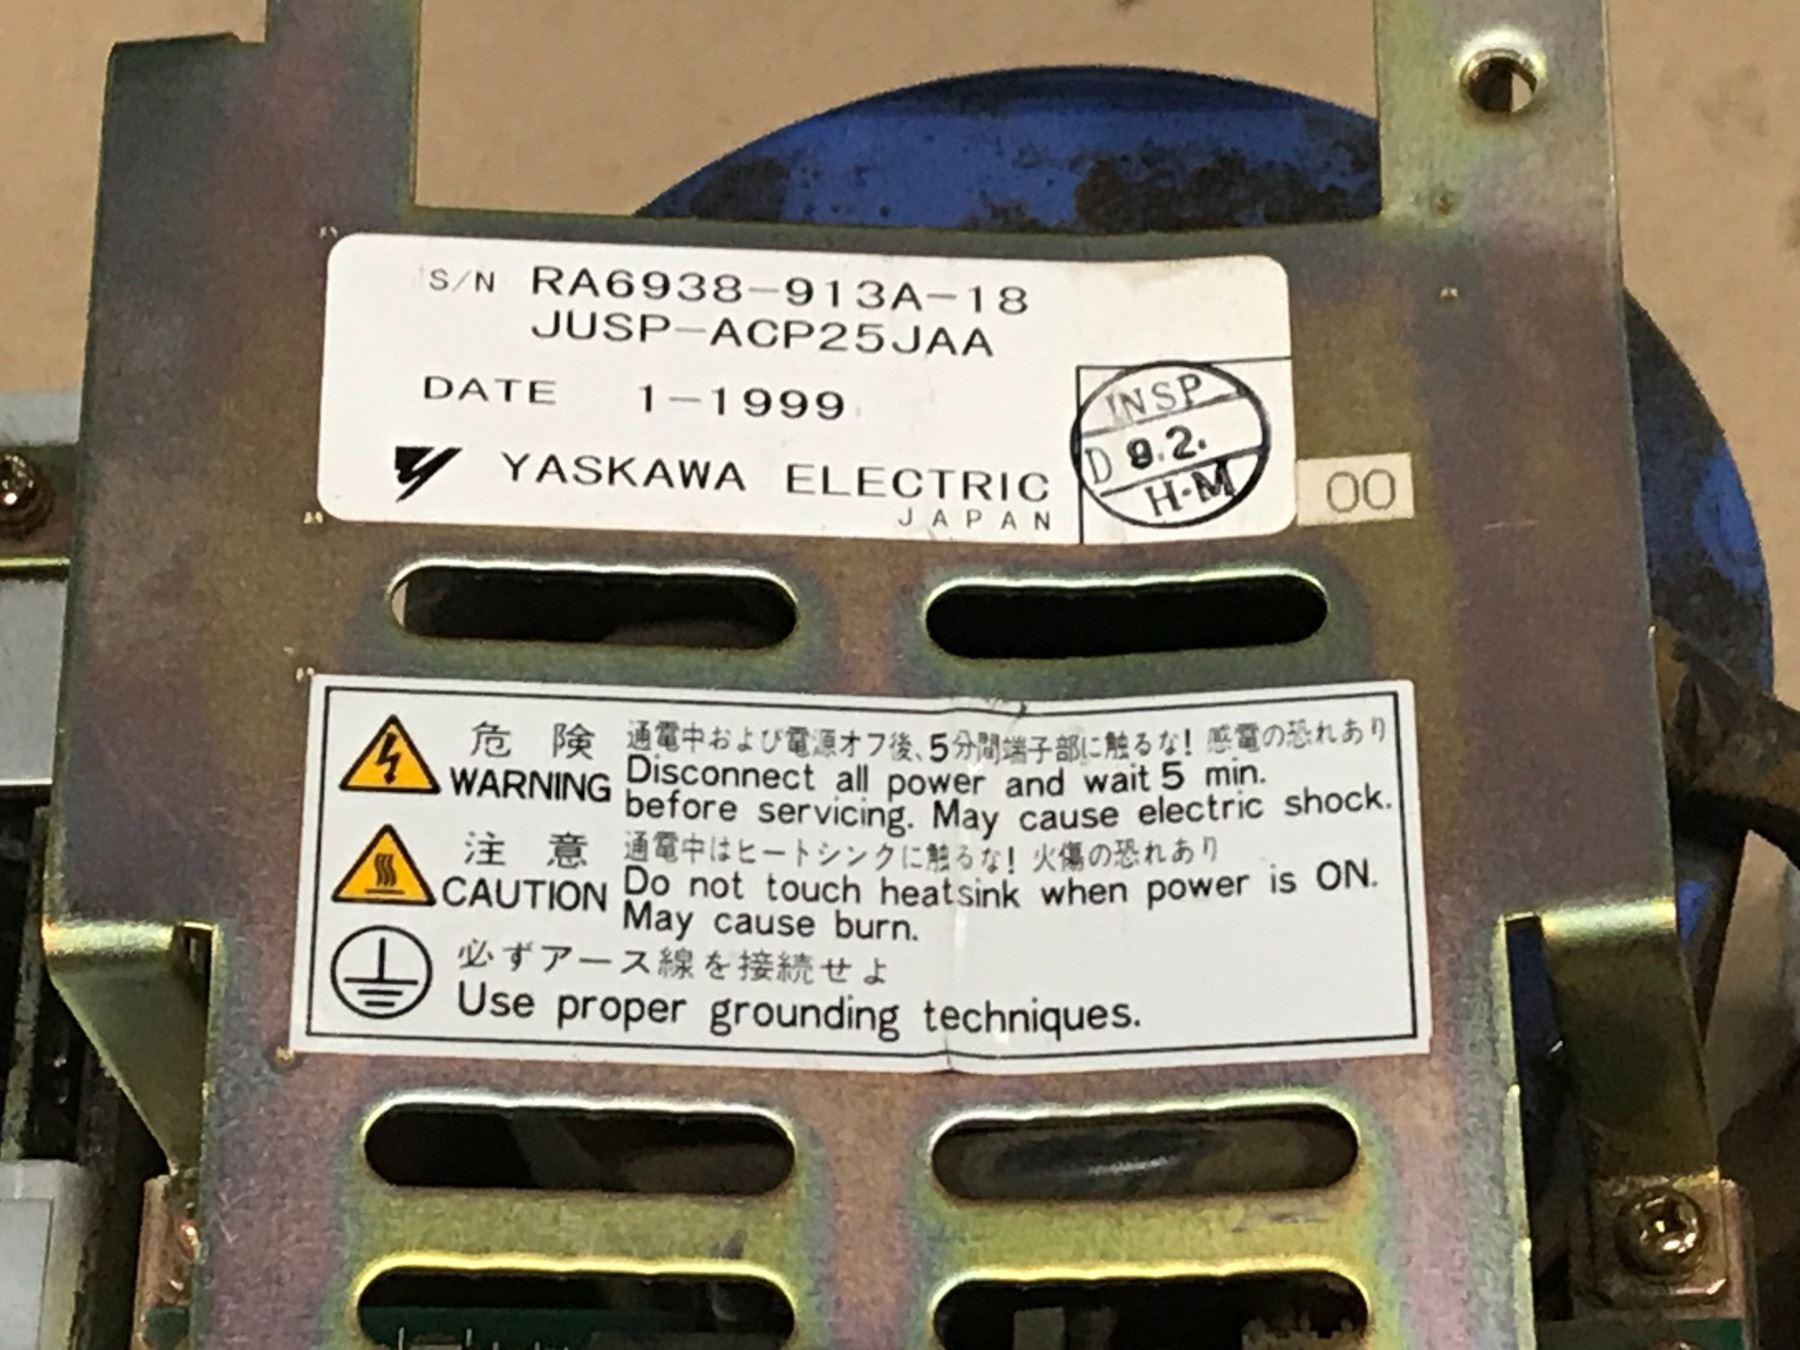 S/N RA6938-913A-18
JUSP-ACP25JAA
DATE 1-1999
YASKAWA ELECTRIC
JAPAN
INSP
D 9.2.
H·M
00
危険 通電中および電源オフ後、5分間端子部に触るな! 感電の恐れあり
WARNING Disconnect all power and wait 5 min.
before servicing. May cause electric shock.
注意 通電中はヒートシンクに触るな! 火傷の恐れあり
CAUTION Do not touch heatsink when power is ON.
May cause burn.
必ずアース線を接続せよ
Use proper grounding techniques.